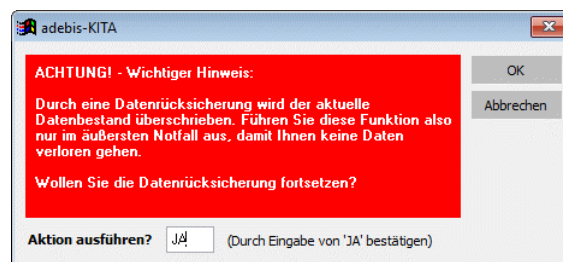 adebis-KITA
ACHTUNG! - Wichtiger Hinweis:
Durch eine Datenrücksicherung wird der aktuelle
Datenbestand überschrieben. Führen Sie diese Funktion also
nur im äußersten Notfall aus, damit Ihnen keine Daten
verloren gehen.
Wollen Sie die Datenrücksicherung fortsetzen?
OK
Abbrechen
Aktion ausführen? JA (Durch Eingabe von 'JA' bestätigen)